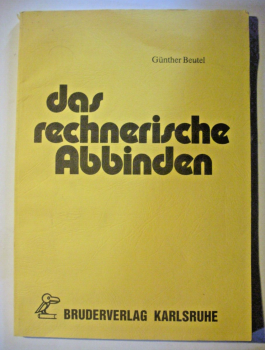 Günther Beutel
das
rechnerische
Abbinden
BRUDERVERLAG KARLSRUHE